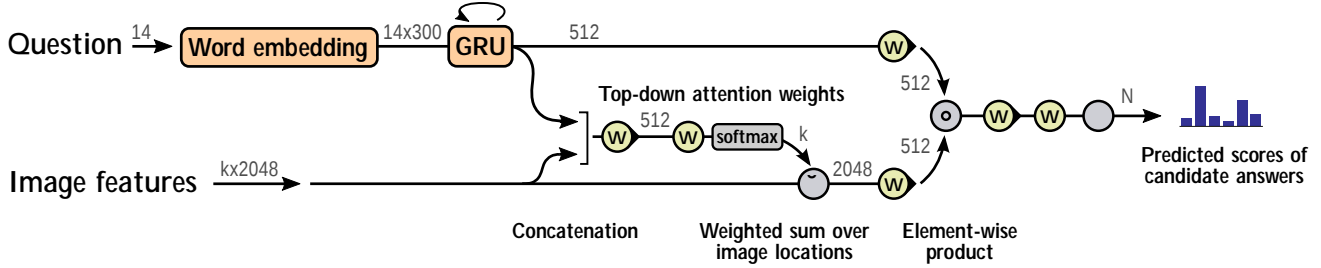 Question
14
Word embedding
14x300
GRU
512
w
512
Top-down attention weights
w
512
w
softmax
k
w
w
N
Predicted scores of
candidate answers
Image features
kx2048
2048
w
512
Concatenation
Weighted sum over
image locations
Element-wise
product